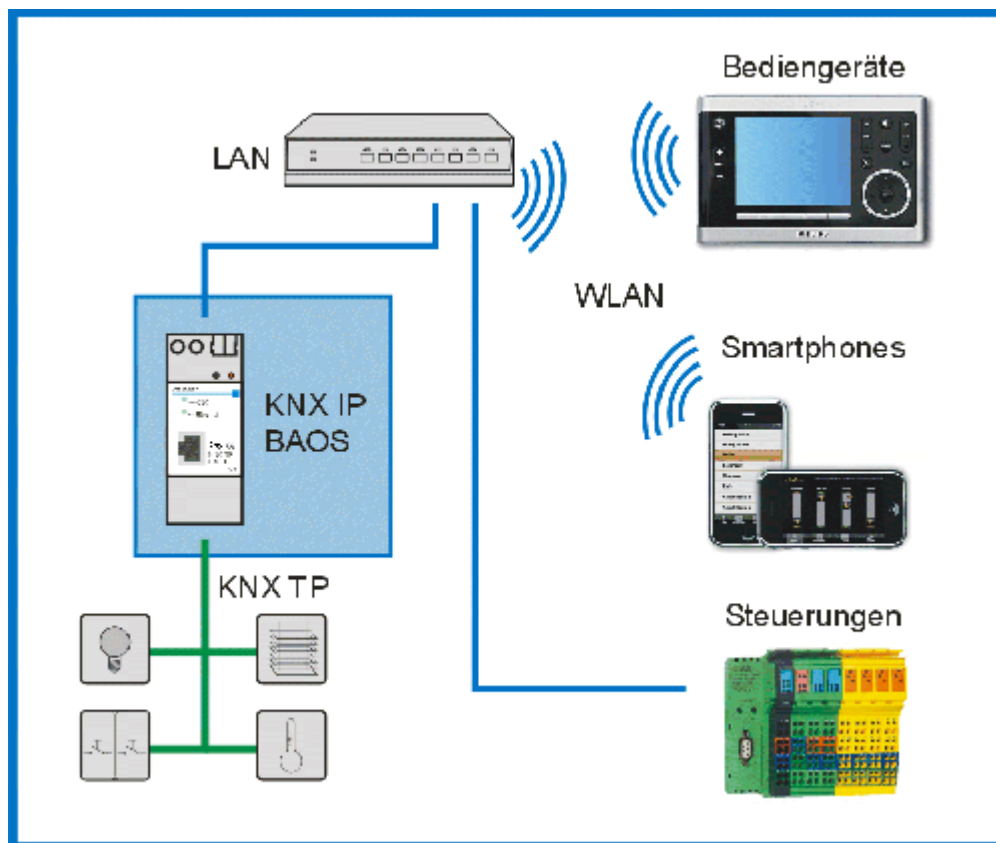 Bediengeräte
LAN
WLAN
KNX IP
BAOS
Smartphones
KNX TP
Steuerungen